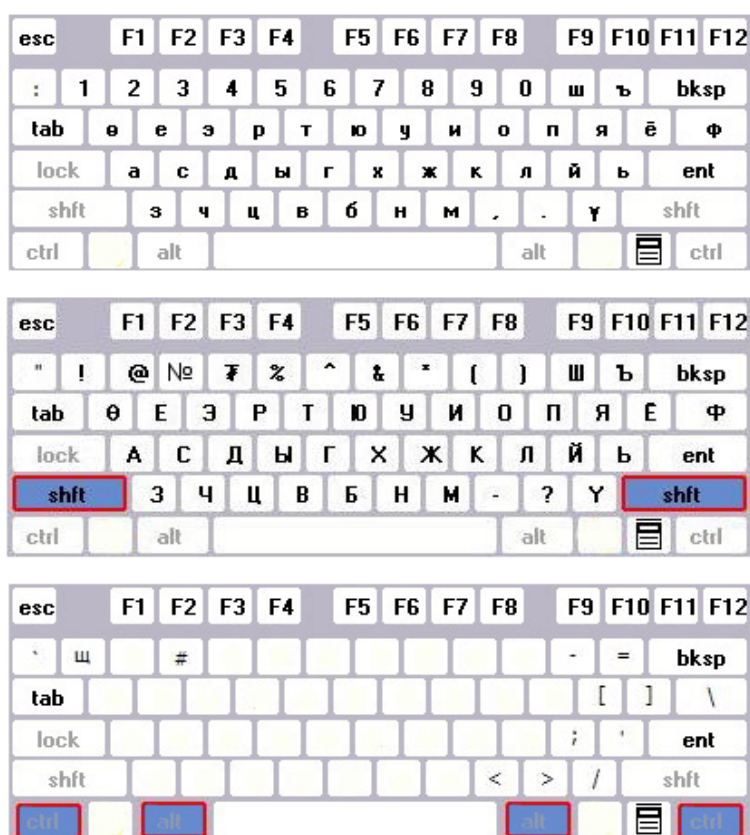 esc F1 F2 F3 F4 F5 F6 F7 F8 F9 F10 F11 F12
: 1 2 3 4 5 6 7 8 9 0 ш ъ bksp
tab ө е э р т ю у и о п я ё ф
lock а с д ы г х ж к л й ь ent
shft з ч ц в б н м , . ү shft
ctrl alt alt ctrl
esc F1 F2 F3 F4 F5 F6 F7 F8 F9 F10 F11 F12
" ! @ № ₮ % ^ & * ( ) Ш Ъ bksp
tab Ө Е Э Р Т Ю У И О П Я Ё Ф
lock А С Д Ы Г Х Ж К Л Й Ь ent
shft З Ч Ц В Б Н М - ? Ү shft
ctrl alt alt ctrl
esc F1 F2 F3 F4 F5 F6 F7 F8 F9 F10 F11 F12
` щ # - = bksp
tab [ ] \
lock ; ' ent
shft < > / shft
ctrl alt alt ctrl